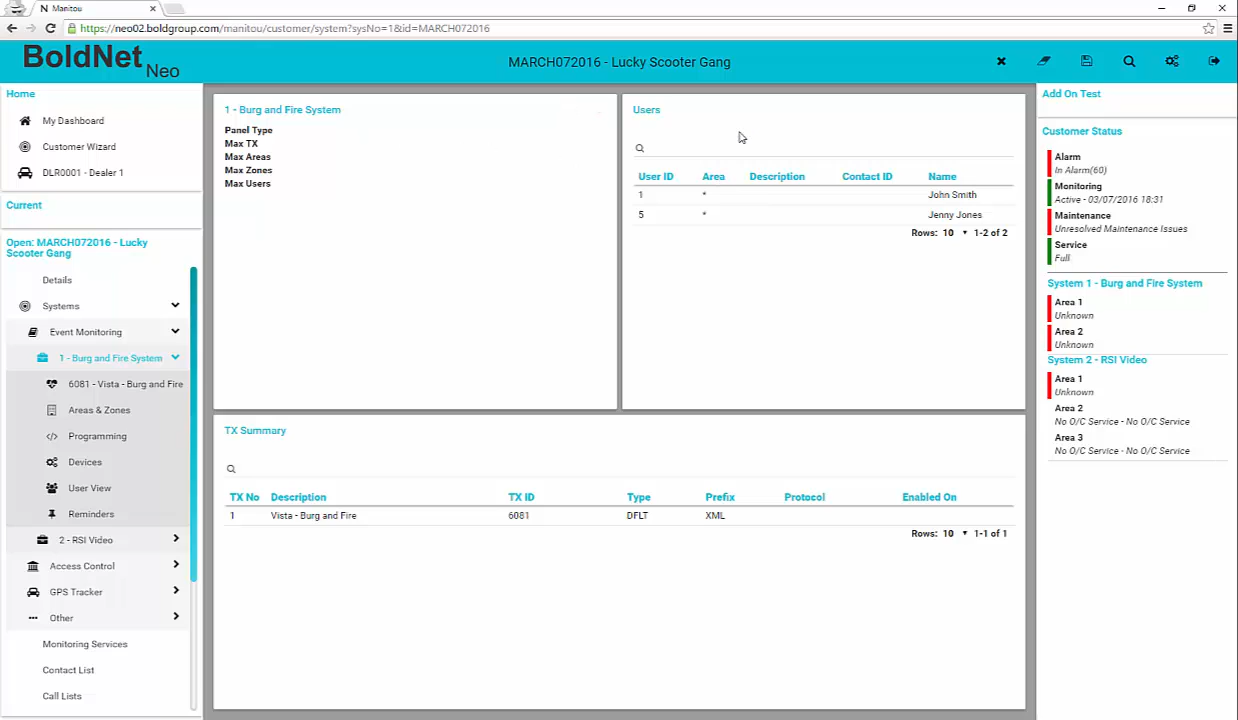 Manitou
https://neo02.boldgroup.com/manitou/customer/system?sysNo=1&id=MARCH072016
BoldNet Neo
MARCH072016 - Lucky Scooter Gang
Home
My Dashboard
Customer Wizard
DLR0001 - Dealer 1
Current
Open: MARCH072016 - Lucky
Scooter Gang
Details
Systems
Event Monitoring
1 - Burg and Fire System
6081 - Vista - Burg and Fire
Areas & Zones
Programming
Devices
User View
Reminders
2 - RSI Video
Access Control
GPS Tracker
Other
Monitoring Services
Contact List
Call Lists
1 - Burg and Fire System
Panel Type
Max TX
Max Areas
Max Zones
Max Users
Users
User ID Area Description Contact ID Name
1 * John Smith
5 * Jenny Jones
Rows: 10 1-2 of 2
TX Summary
TX No Description TX ID Type Prefix Protocol Enabled On
1 Vista - Burg and Fire 6081 DFLT XML
Rows: 10 1-1 of 1
Add On Test
Customer Status
Alarm
In Alarm(60)
Monitoring
Active - 03/07/2016 18:31
Maintenance
Unresolved Maintenance Issues
Service
Full
System 1 - Burg and Fire System
Area 1
Unknown
Area 2
Unknown
System 2 - RSI Video
Area 1
Unknown
Area 2
No O/C Service - No O/C Service
Area 3
No O/C Service - No O/C Service